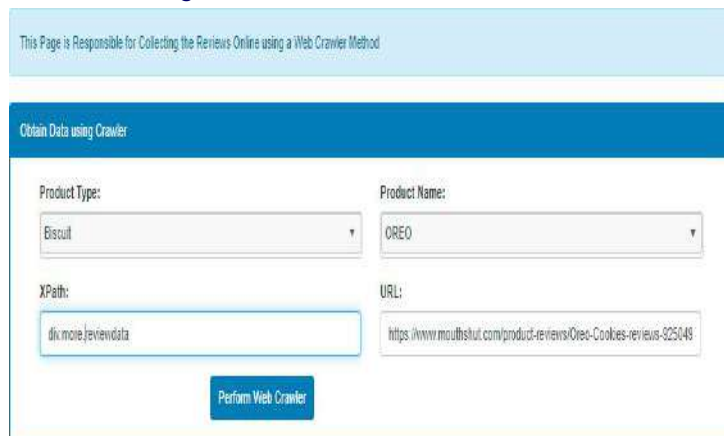 This Page is Responsible for Collecting the Reviews Online using a Web Crawler Method
Obtain Data using Crawler
Product Type:
Product Name:
Biscuit
OREO
XPath:
URL:
div.more.reviewdata
https://www.mouthshut.com/product-reviews/Oreo-Cookies-reviews-925049
Perform Web Crawler